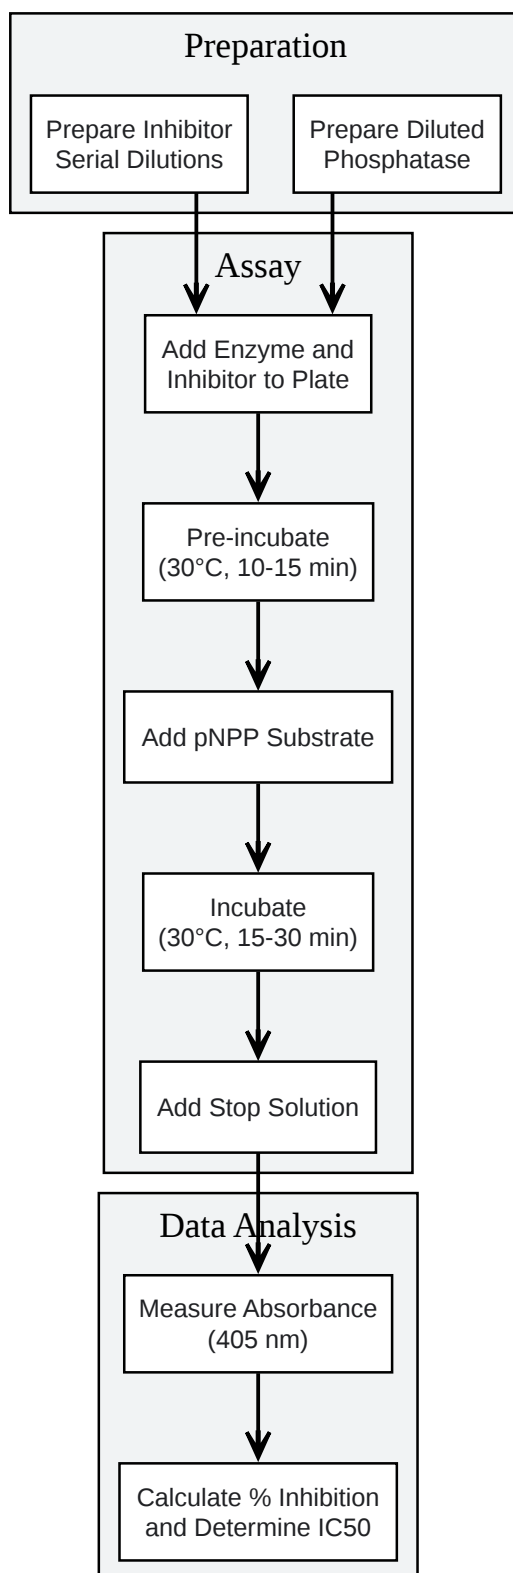 Preparation
Prepare Inhibitor
Serial Dilutions
Prepare Diluted
Phosphatase
Assay
Add Enzyme and
Inhibitor to Plate
Pre-incubate
(30°C, 10-15 min)
Add pNPP Substrate
Incubate
(30°C, 15-30 min)
Add Stop Solution
Data Analysis
Measure Absorbance
(405 nm)
Calculate % Inhibition
and Determine IC50